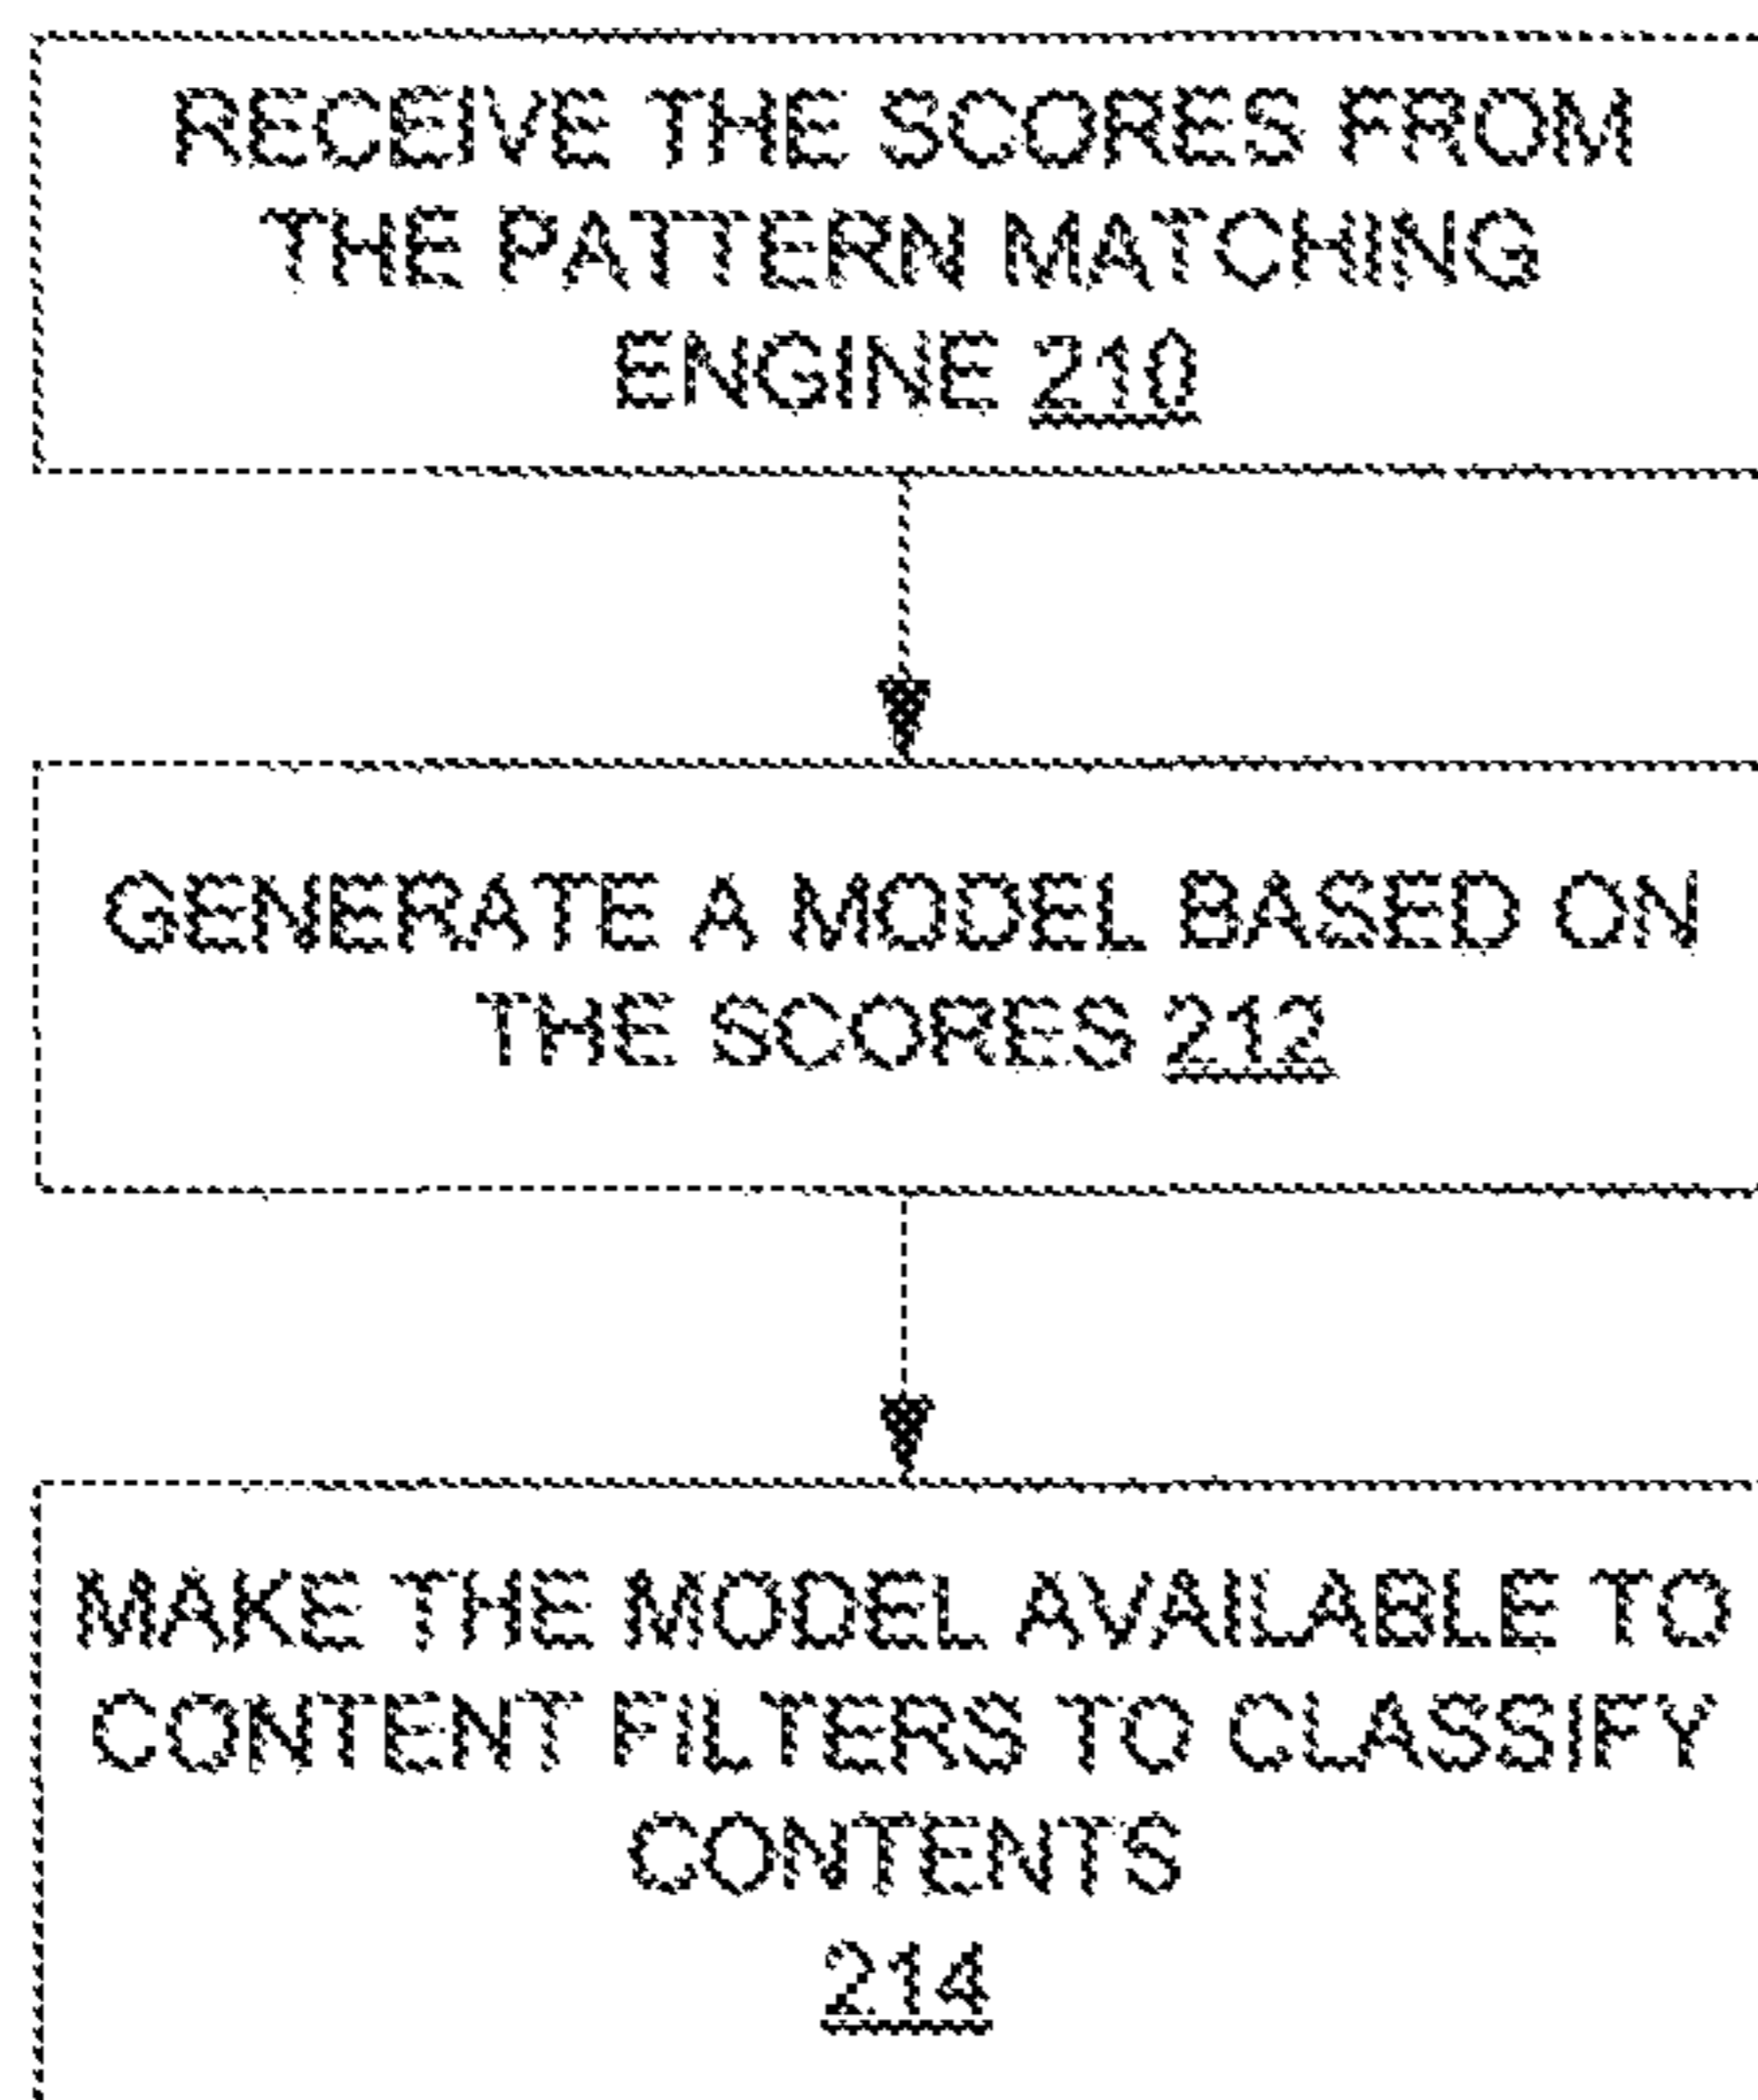 RECEIVE THE SCORES FROM
THE PATTERN MATCHING
ENGINE 210
GENERATE A MODEL BASED ON
THE SCORES 212
MAKE THE MODEL AVAILABLE TO
CONTENT FILTERS TO CLASSIFY
CONTENTS
214